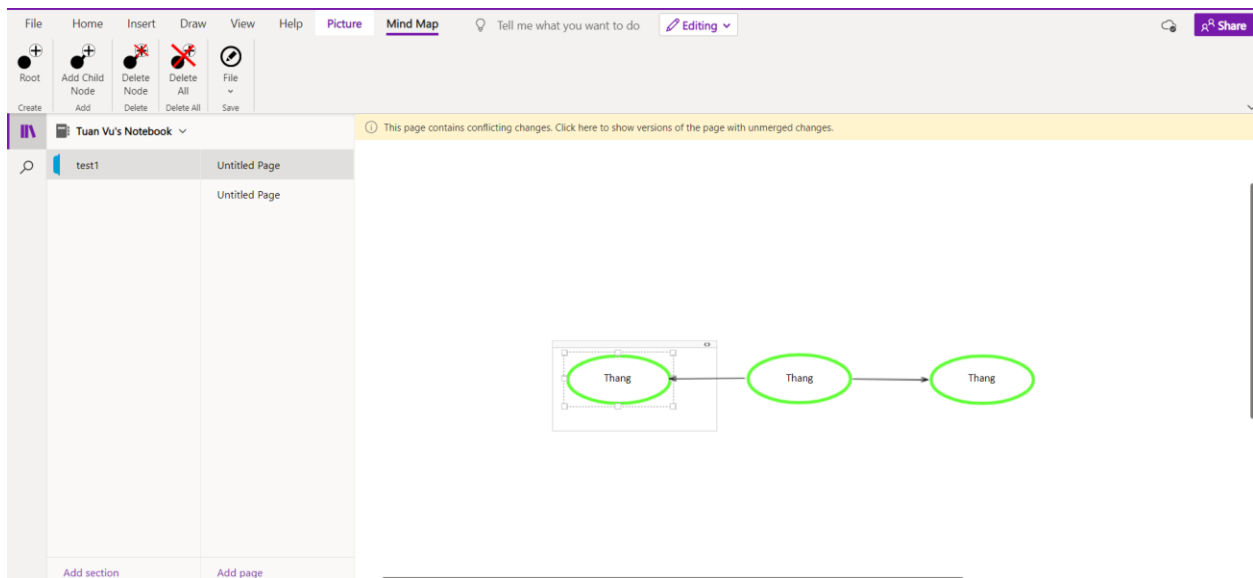 File Home Insert Draw View Help Picture Mind Map Tell me what you want to do Editing Share
Root Add Child Node Delete Node Delete All File
Create Add Delete Delete All Save
Tuan Vu's Notebook
This page contains conflicting changes. Click here to show versions of the page with unmerged changes.
test1 Untitled Page
Untitled Page
Thang Thang Thang
Add section Add page